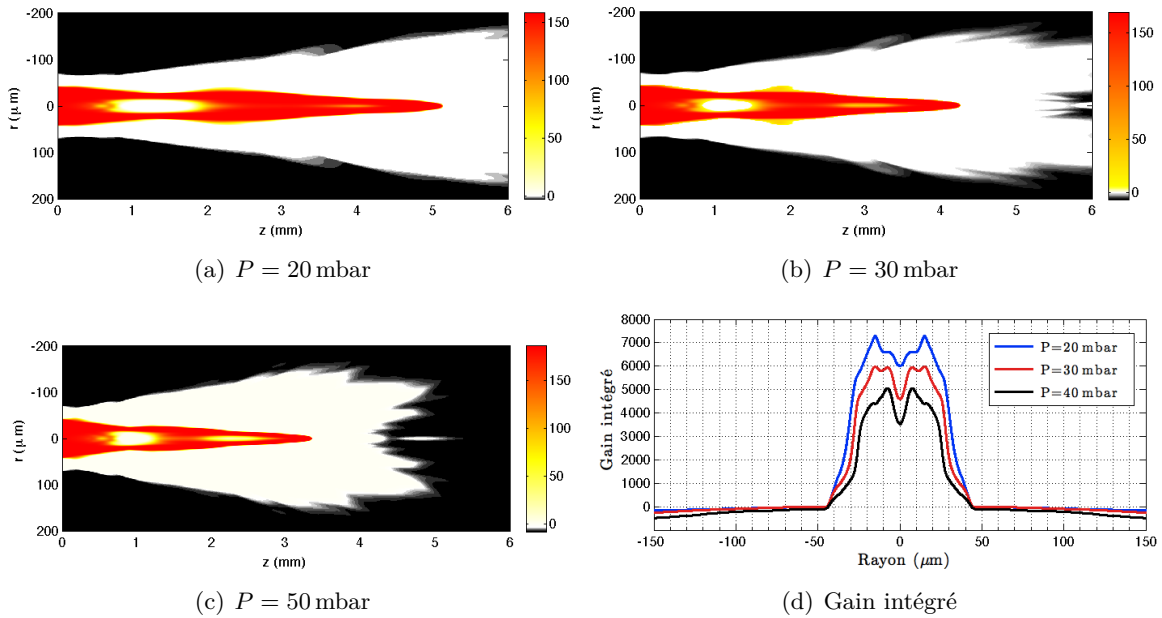 -200
-100
0
100
200
r (μ m)
0 1 2 3 4 5 6
z (mm)
150
100
50
0
(a) P = 20 mbar
-200
-100
0
100
200
r (μ m)
0 1 2 3 4 5 6
z (mm)
150
100
50
0
(b) P = 30 mbar
-200
-100
0
100
200
r (μ m)
0 1 2 3 4 5 6
z (mm)
150
100
50
0
(c) P = 50 mbar
8000
7000
6000
5000
4000
3000
2000
1000
0
Gain intégré
-150 -100 -50 0 50 100 150
Rayon (μm)
P=20 mbar
P=30 mbar
P=40 mbar
(d) Gain intégré